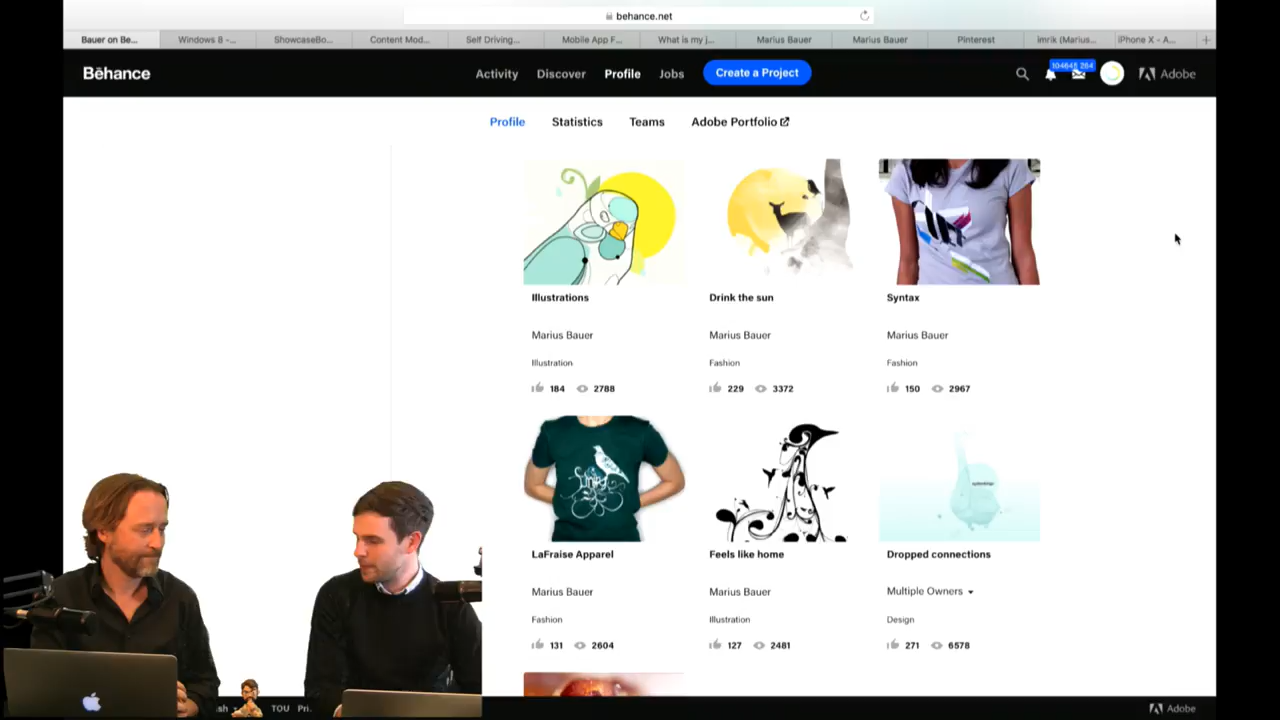 behance.net
Bauer on Be...
Windows 8 –...
ShowcaseBo...
Content Mod...
Self Driving...
Mobile App F...
What is my j...
Marius Bauer
Marius Bauer
Pinterest
imrik (Marius...
iPhone X - A...
Bēhance
Activity
Discover
Profile
Jobs
Create a Project
104645 264
Adobe
Profile
Statistics
Teams
Adobe Portfolio
Illustrations
Drink the sun
Syntax
Marius Bauer
Marius Bauer
Marius Bauer
Illustration
Fashion
Fashion
184 2788
229 3372
150 2967
LaFraise Apparel
Feels like home
Dropped connections
Marius Bauer
Marius Bauer
Multiple Owners
Fashion
Illustration
Design
131 2604
127 2481
271 6578
TOU Pri.
Adobe